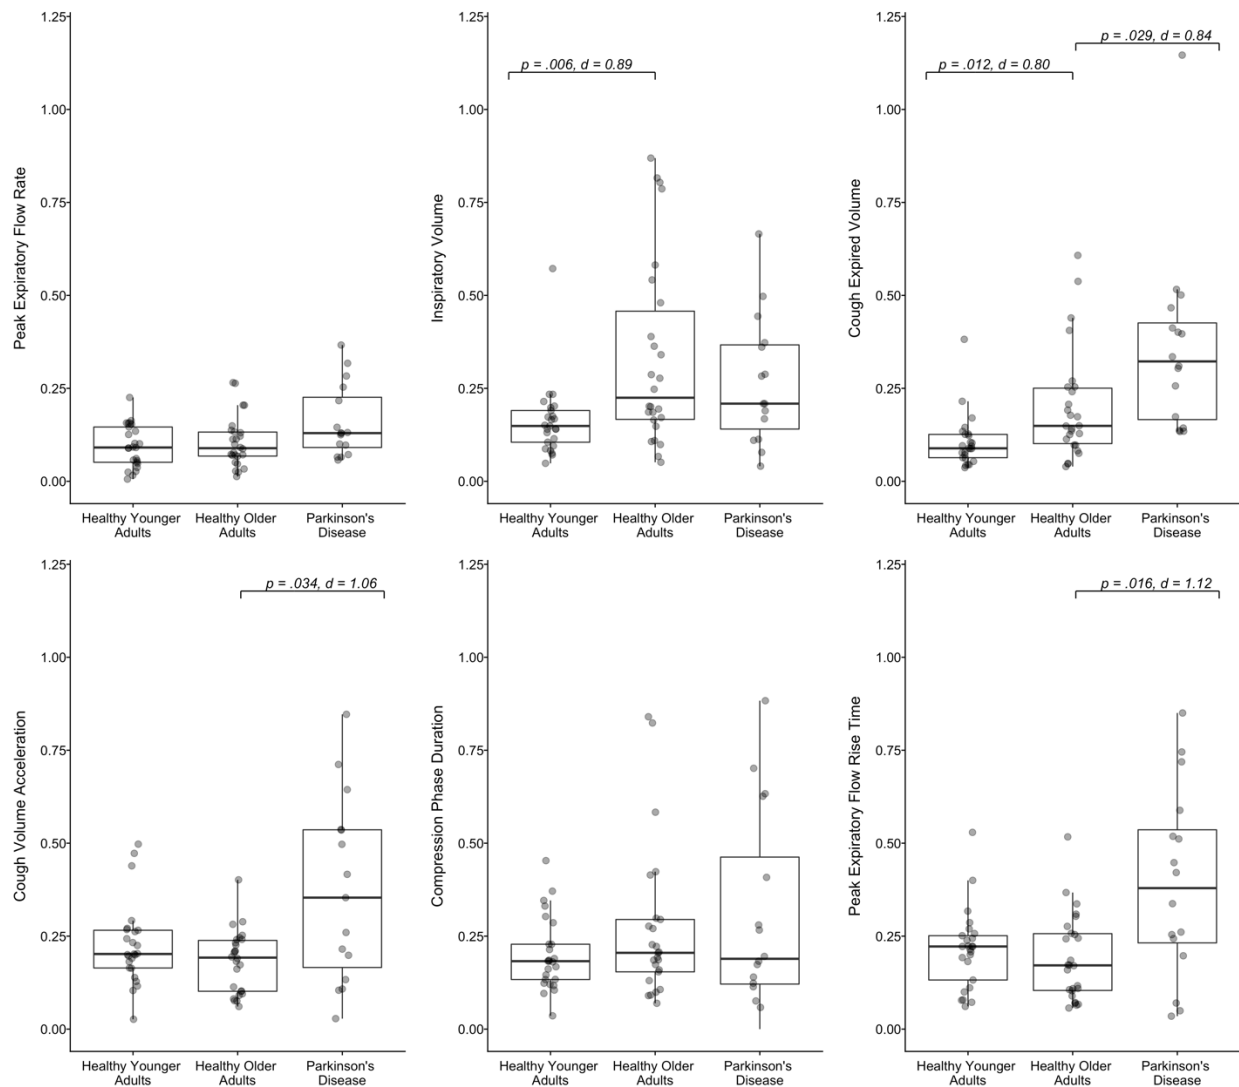 1.25
1.00
0.75
0.50
0.25
0.00
Peak Expiratory Flow Rate
Healthy Younger Adults
Healthy Older Adults
Parkinson's Disease
p = .006, d = 0.89
1.25
1.00
0.75
0.50
0.25
0.00
Inspiratory Volume
Healthy Younger Adults
Healthy Older Adults
Parkinson's Disease
p = .029, d = 0.84
p = .012, d = 0.80
1.25
1.00
0.75
0.50
0.25
0.00
Cough Expired Volume
Healthy Younger Adults
Healthy Older Adults
Parkinson's Disease
p = .034, d = 1.06
1.25
1.00
0.75
0.50
0.25
0.00
Cough Volume Acceleration
Healthy Younger Adults
Healthy Older Adults
Parkinson's Disease
1.25
1.00
0.75
0.50
0.25
0.00
Compression Phase Duration
Healthy Younger Adults
Healthy Older Adults
Parkinson's Disease
p = .016, d = 1.12
1.25
1.00
0.75
0.50
0.25
0.00
Peak Expiratory Flow Rise Time
Healthy Younger Adults
Healthy Older Adults
Parkinson's Disease